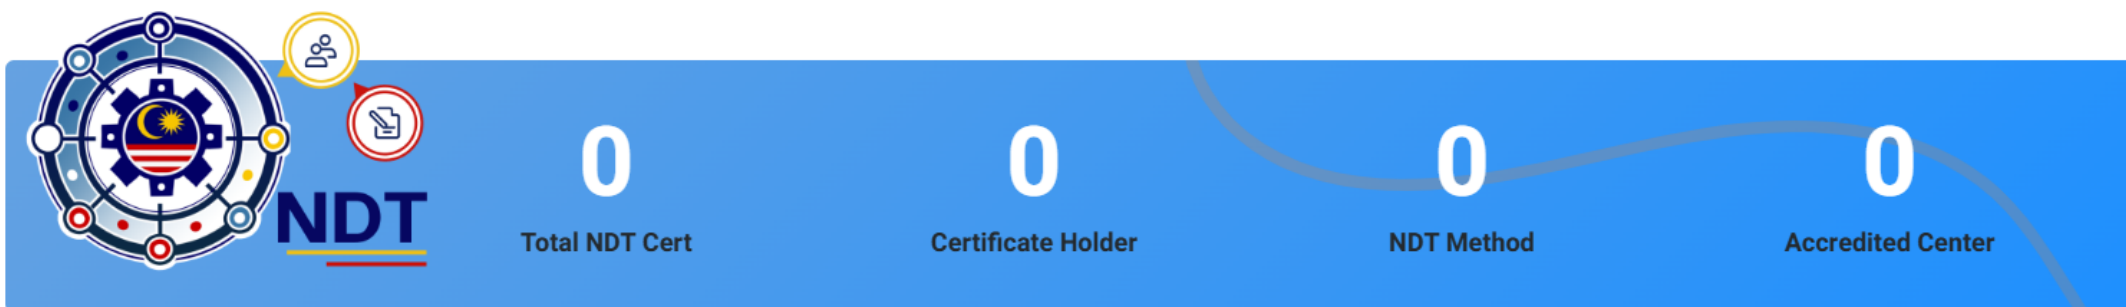 NDT
0
0
0
0
Total NDT Cert
Certificate Holder
NDT Method
Accredited Center